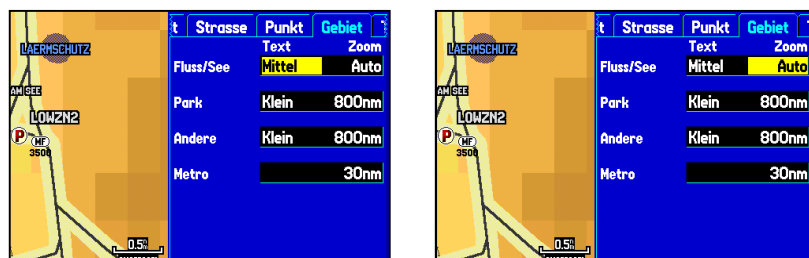 t Strasse Punkt Gebiet
Text Zoom
LAERMSCHUTZ
Fluss/See Mittel Auto
AM SEE
Park Klein 800nm
LOWZN2
P
MF
Andere Klein 800nm
3500
Metro 30nm
0.5
t Strasse Punkt Gebiet
Text Zoom
LAERMSCHUTZ
Fluss/See Mittel Auto
AM SEE
Park Klein 800nm
LOWZN2
P
MF
Andere Klein 800nm
3500
Metro 30nm
0.5